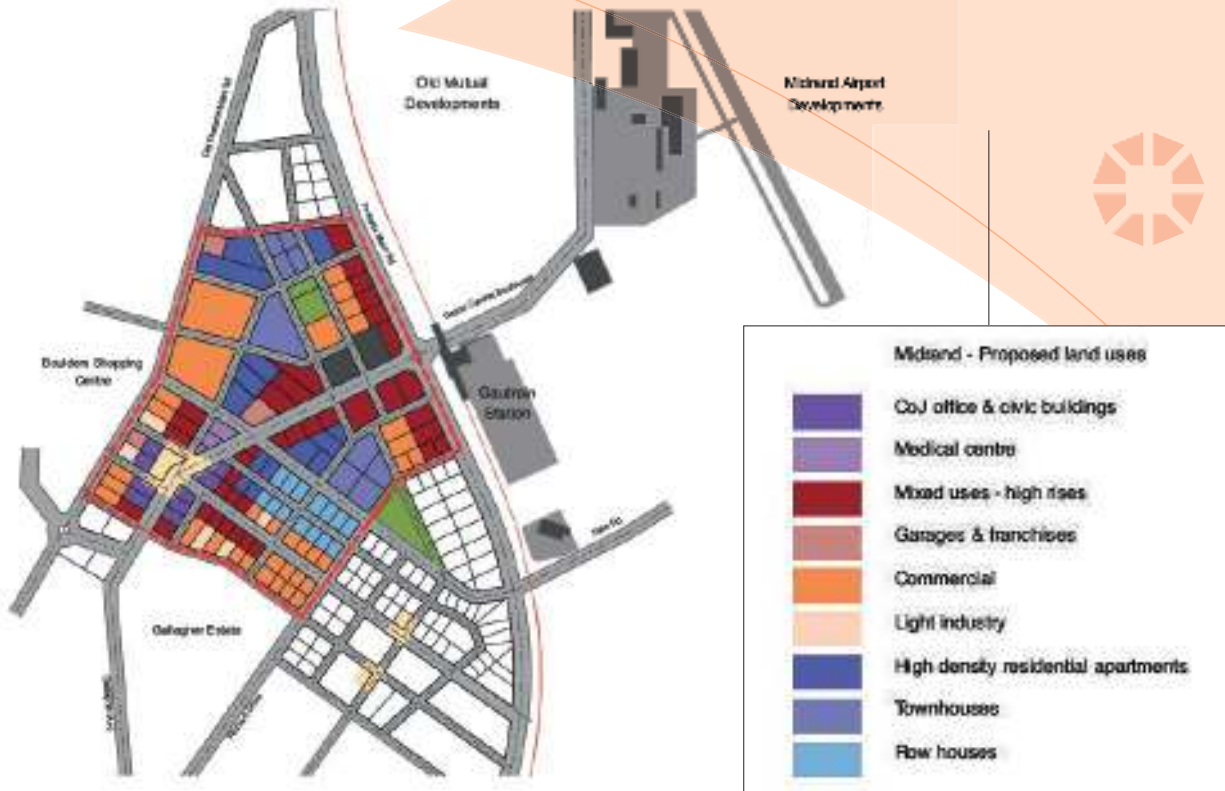 Old Mutual
Developments
Midrand Airport
Developments
Boulders Shopping
Centre
Gautrain
Station
Gallagher Estate
Midrand - Proposed land uses
CoJ office & civic buildings
Medical centre
Mixed uses - high rises
Garages & franchises
Commercial
Light industry
High density residential apartments
Townhouses
Row houses